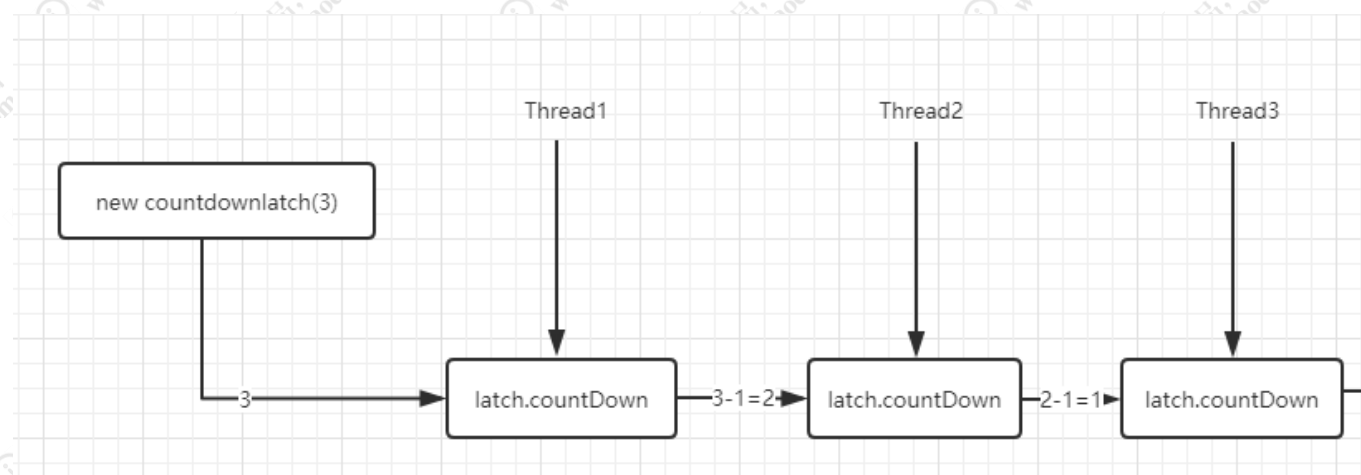 Thread1
Thread2
Thread3
new countdownlatch(3)
3
latch.countDown
3-1=2
latch.countDown
2-1=1
latch.countDown